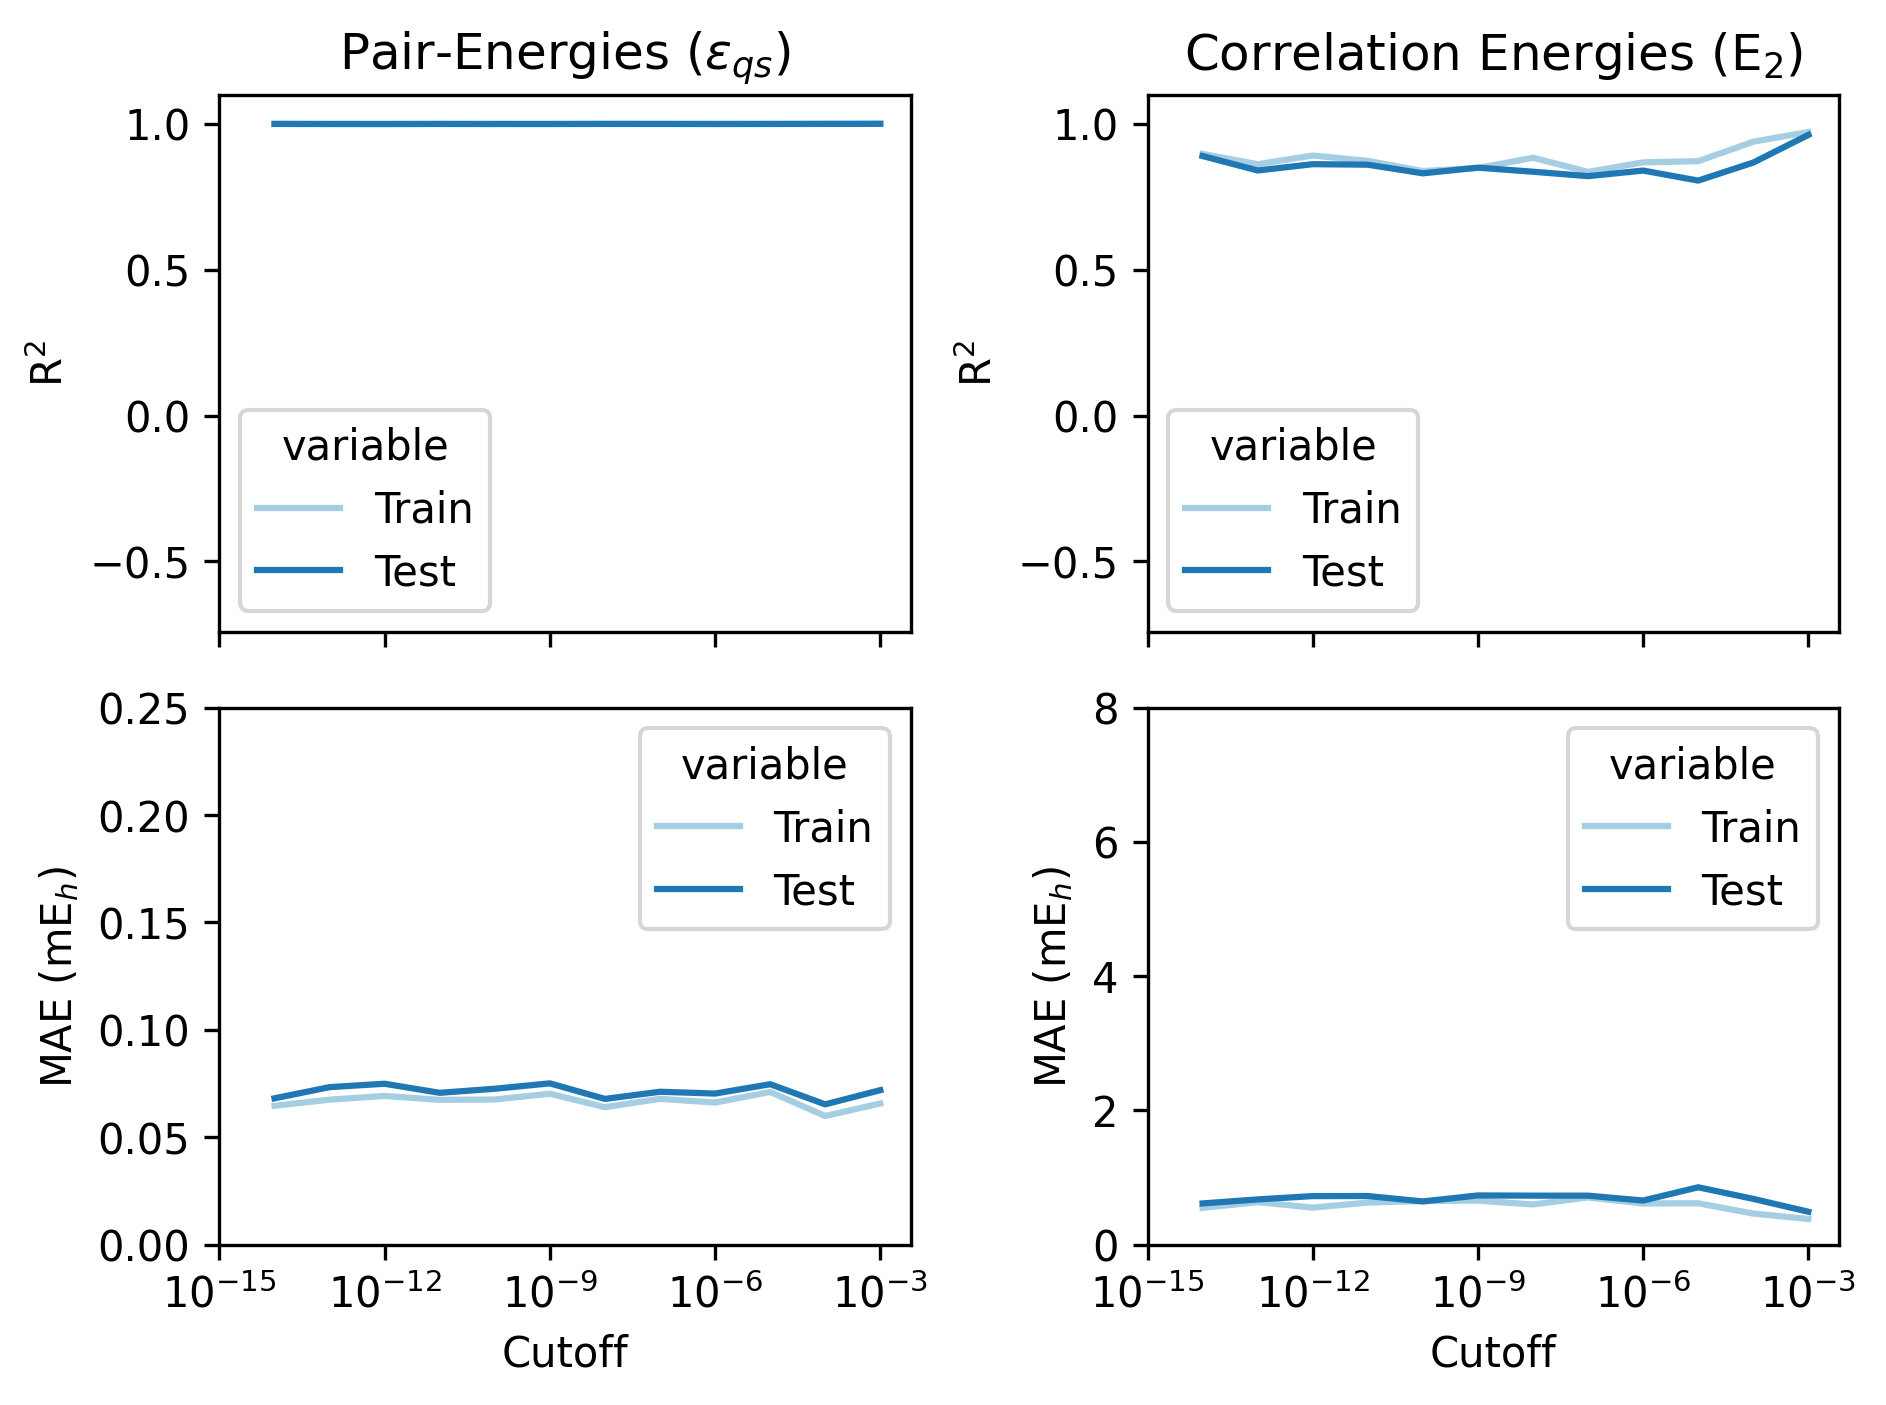 Pair-Energies (ε_qs)
Correlation Energies (E₂)
1.0
0.5
0.0
−0.5
R²
variable
Train
Test
1.0
0.5
0.0
−0.5
R²
variable
Train
Test
0.25
0.20
0.15
0.10
0.05
0.00
MAE (mE_h)
variable
Train
Test
10⁻¹⁵ 10⁻¹² 10⁻⁹ 10⁻⁶ 10⁻³
Cutoff
8
6
4
2
0
MAE (mE_h)
variable
Train
Test
10⁻¹⁵ 10⁻¹² 10⁻⁹ 10⁻⁶ 10⁻³
Cutoff